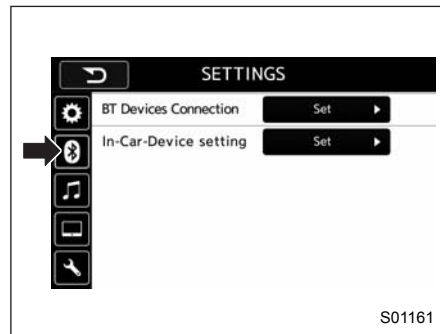 SETTINGS
BT Devices Connection Set
In-Car-Device setting Set
S01161